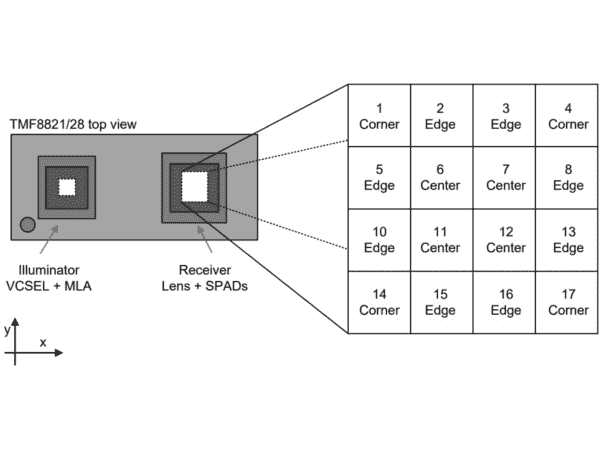 TMF8821/28 top view
Illuminator
VCSEL + MLA
Receiver
Lens + SPADs
y
x
1
Corner
2
Edge
3
Edge
4
Corner
5
Edge
6
Center
7
Center
8
Edge
10
Edge
11
Center
12
Center
13
Edge
14
Corner
15
Edge
16
Edge
17
Corner